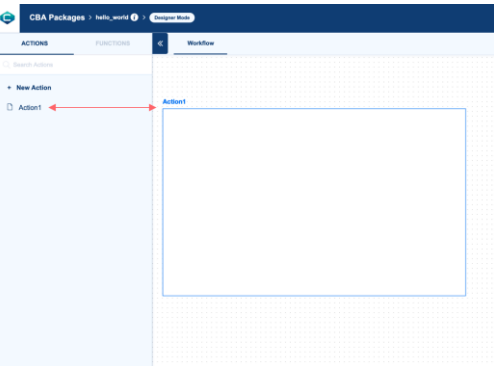 CBA Packages > hello_world i > Designer Mode
ACTIONS FUNCTIONS « Workflow
Search Actions
+ New Action
Action1
Action1